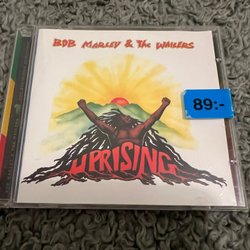 BOB MARLEY & THE WAILERS
89:-
UPRISING